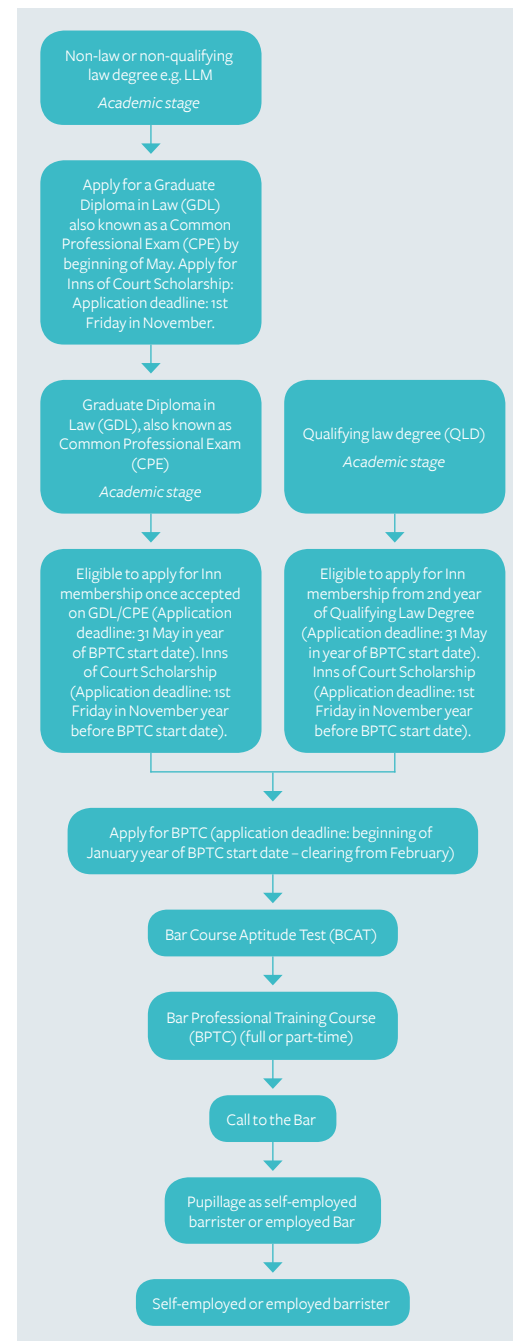 Non-law or non-qualifying
law degree e.g. LLM
Academic stage
Apply for a Graduate
Diploma in Law (GDL)
also known as a Common
Professional Exam (CPE) by
beginning of May. Apply for
Inns of Court Scholarship:
Application deadline: 1st
Friday in November.
Graduate Diploma in
Law (GDL), also known as
Common Professional Exam
(CPE)
Academic stage
Qualifying law degree (QLD)
Academic stage
Eligible to apply for Inn
membership once accepted
on GDL/CPE (Application
deadline: 31 May in year
of BPTC start date). Inns
of Court Scholarship
(Application deadline: 1st
Friday in November year
before BPTC start date).
Eligible to apply for Inn
membership from 2nd year
of Qualifying Law Degree
(Application deadline: 31 May
in year of BPTC start date).
Inns of Court Scholarship
(Application deadline: 1st
Friday in November year
before BPTC start date).
Apply for BPTC (application deadline: beginning of
January year of BPTC start date – clearing from February)
Bar Course Aptitude Test (BCAT)
Bar Professional Training Course
(BPTC) (full or part-time)
Call to the Bar
Pupillage as self-employed
barrister or employed Bar
Self-employed or employed barrister